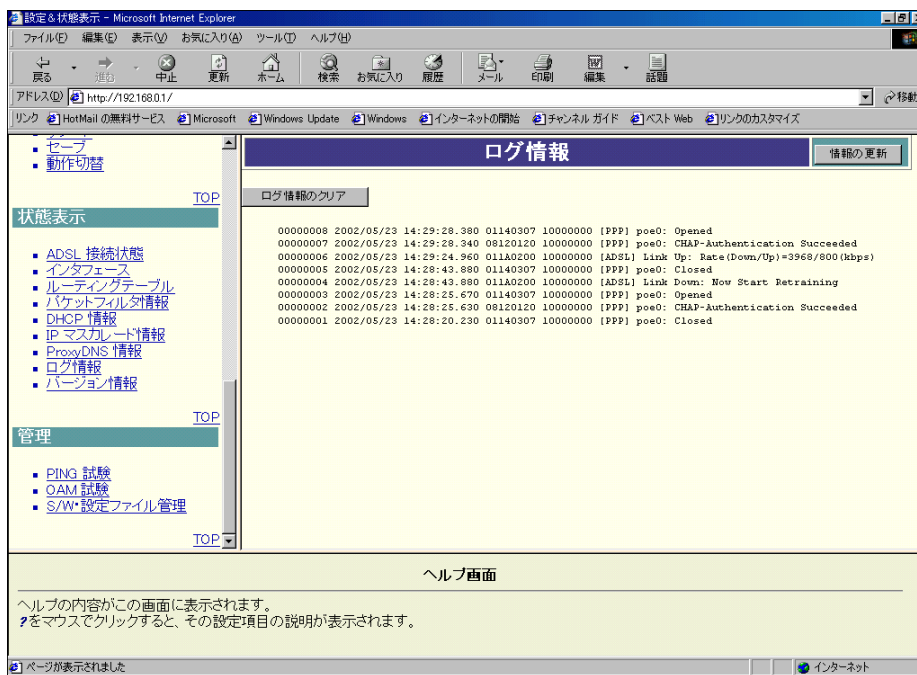 設定&状態表示 - Microsoft Internet Explorer
ファイル(F) 編集(E) 表示(V) お気に入り(A) ツール(T) ヘルプ(H)
戻る 進む 中止 更新 ホーム 検索 お気に入り 履歴 メール 印刷 編集 話題
アドレス(D) http://192.168.0.1/ 移動
リンク HotMail の無料サービス Microsoft Windows Update Windows インターネットの開始 チャンネル ガイド ベスト Web リンクのカスタマイズ
セーブ
動作切替
TOP
状態表示
ADSL 接続状態
インタフェース
ルーティングテーブル
パケットフィルタ情報
DHCP 情報
IP マスカレード情報
ProxyDNS 情報
ログ情報
バージョン情報
TOP
管理
PING 試験
OAM 試験
S/W・設定ファイル管理
TOP
ログ情報
情報の更新
ログ情報のクリア
00000008 2002/05/23 14:29:28.380 01140307 10000000 [PPP] poe0: Opened
00000007 2002/05/23 14:29:28.340 08120120 10000000 [PPP] poe0: CHAP-Authentication Succeeded
00000006 2002/05/23 14:29:24.960 011A0200 10000000 [ADSL] Link Up: Rate(Down/Up)=3968/800(kbps)
00000005 2002/05/23 14:28:43.880 01140307 10000000 [PPP] poe0: Closed
00000004 2002/05/23 14:28:43.880 011A0200 10000000 [ADSL] Link Down: Now Start Retraining
00000003 2002/05/23 14:28:25.670 01140307 10000000 [PPP] poe0: Opened
00000002 2002/05/23 14:28:25.630 08120120 10000000 [PPP] poe0: CHAP-Authentication Succeeded
00000001 2002/05/23 14:28:20.230 01140307 10000000 [PPP] poe0: Closed
ヘルプ画面
ヘルプの内容がこの画面に表示されます。
?をマウスでクリックすると、その設定項目の説明が表示されます。
ページが表示されました インターネット